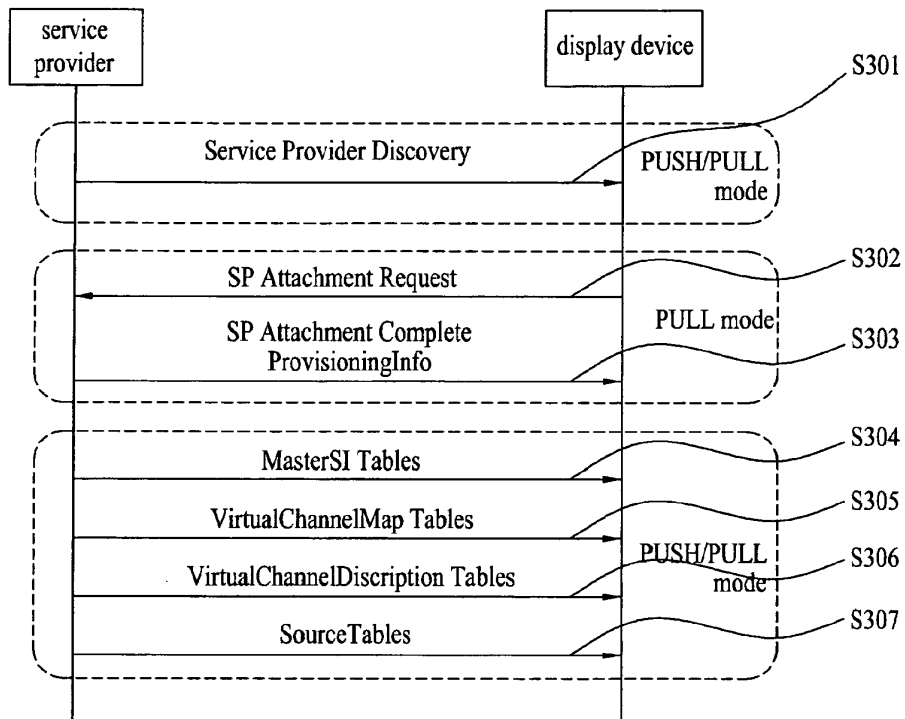 service
provider
display device
S301
Service Provider Discovery
PUSH/PULL
mode
SP Attachment Request
S302
PULL mode
SP Attachment Complete
ProvisioningInfo
S303
MasterSI Tables
S304
VirtualChannelMap Tables
S305
PUSH/PULL
mode
VirtualChannelDiscription Tables
S306
SourceTables
S307